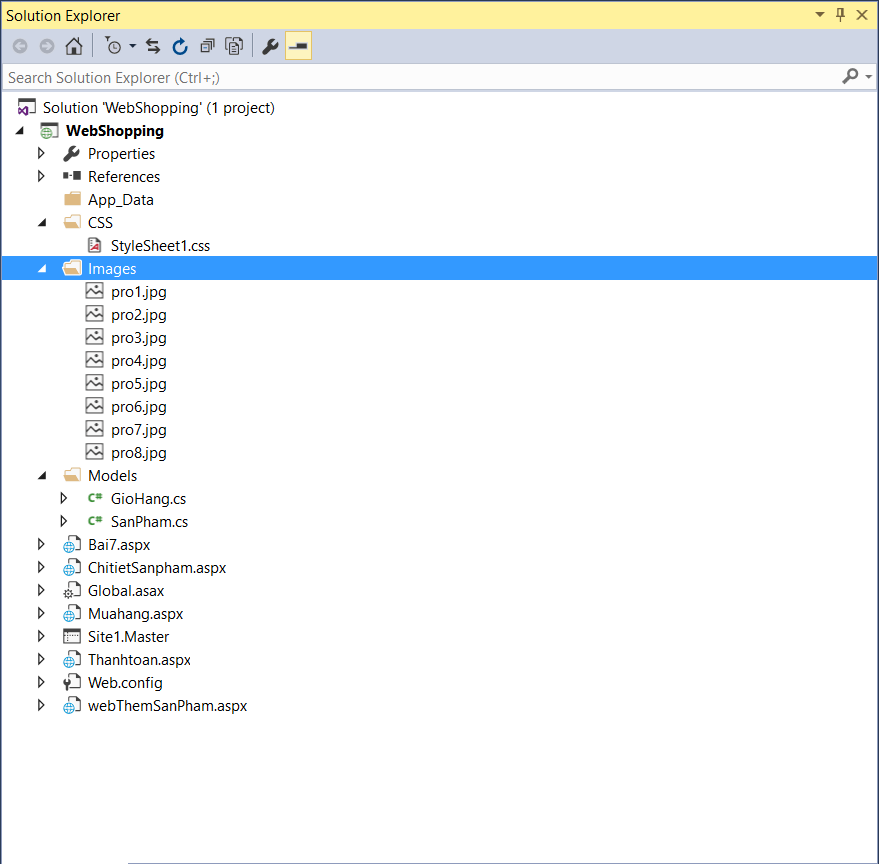 Solution Explorer
Search Solution Explorer (Ctrl+;)
Solution 'WebShopping' (1 project)
WebShopping
Properties
References
App_Data
CSS
StyleSheet1.css
Images
pro1.jpg
pro2.jpg
pro3.jpg
pro4.jpg
pro5.jpg
pro6.jpg
pro7.jpg
pro8.jpg
Models
C# GioHang.cs
C# SanPham.cs
Bai7.aspx
ChitietSanpham.aspx
Global.asax
Muahang.aspx
Site1.Master
Thanhtoan.aspx
Web.config
webThemSanPham.aspx